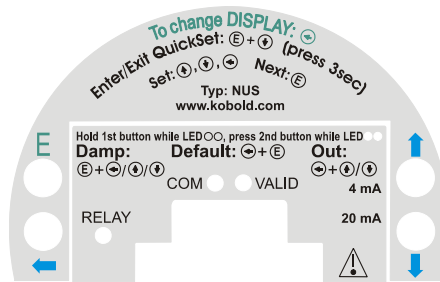 To change DISPLAY: ⬅
Enter/Exit QuickSet: Ⓔ+⬇ (press 3sec)
Set: ⬆, ⬇, ⬅ Next: Ⓔ
Typ: NUS
www.kobold.com
Hold 1st button while LED○○, press 2nd button while LED●●
E
Damp: Default: ⬅+Ⓔ Out:
Ⓔ+⬅/⬆/⬇ ⬅+⬆/⬇
COM VALID
4 mA
RELAY
20 mA